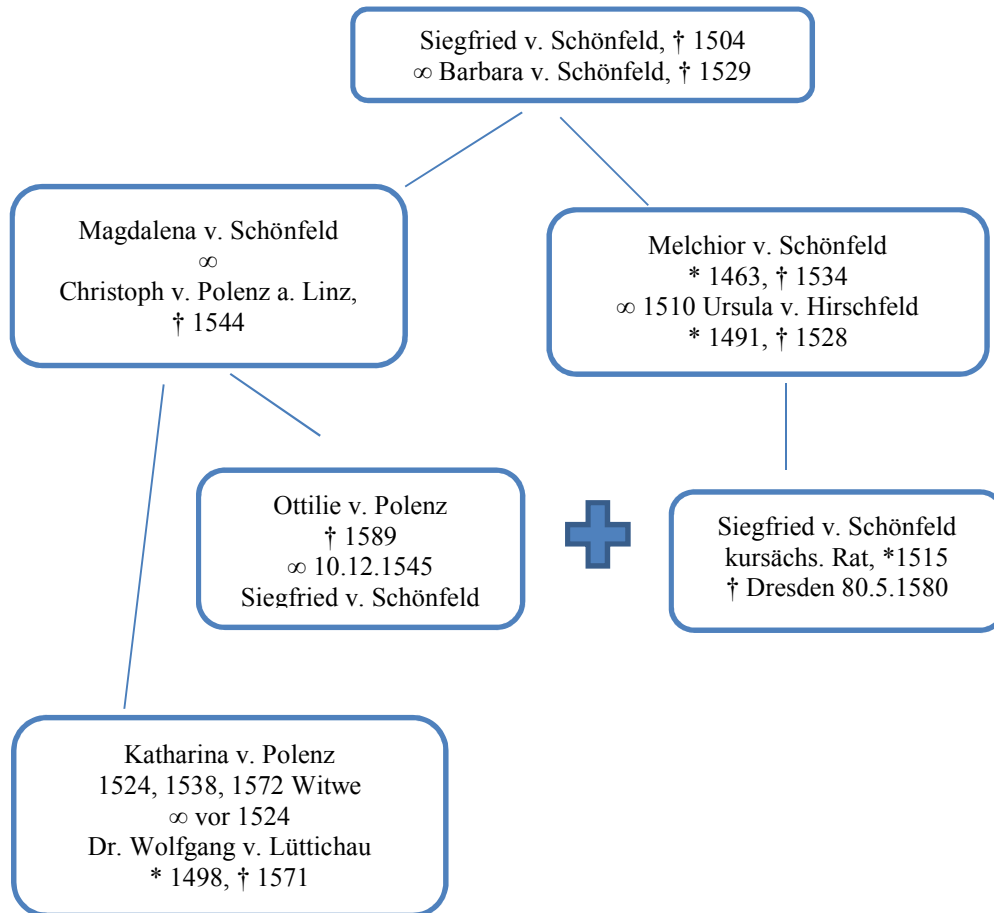 Siegfried v. Schönfeld, † 1504
∞ Barbara v. Schönfeld, † 1529
Magdalena v. Schönfeld
∞
Christoph v. Polenz a. Linz,
† 1544
Melchior v. Schönfeld
* 1463, † 1534
∞ 1510 Ursula v. Hirschfeld
* 1491, † 1528
Ottilie v. Polenz
† 1589
∞ 10.12.1545
Siegfried v. Schönfeld
Siegfried v. Schönfeld
kursächs. Rat, *1515
† Dresden 80.5.1580
Katharina v. Polenz
1524, 1538, 1572 Witwe
∞ vor 1524
Dr. Wolfgang v. Lüttichau
* 1498, † 1571